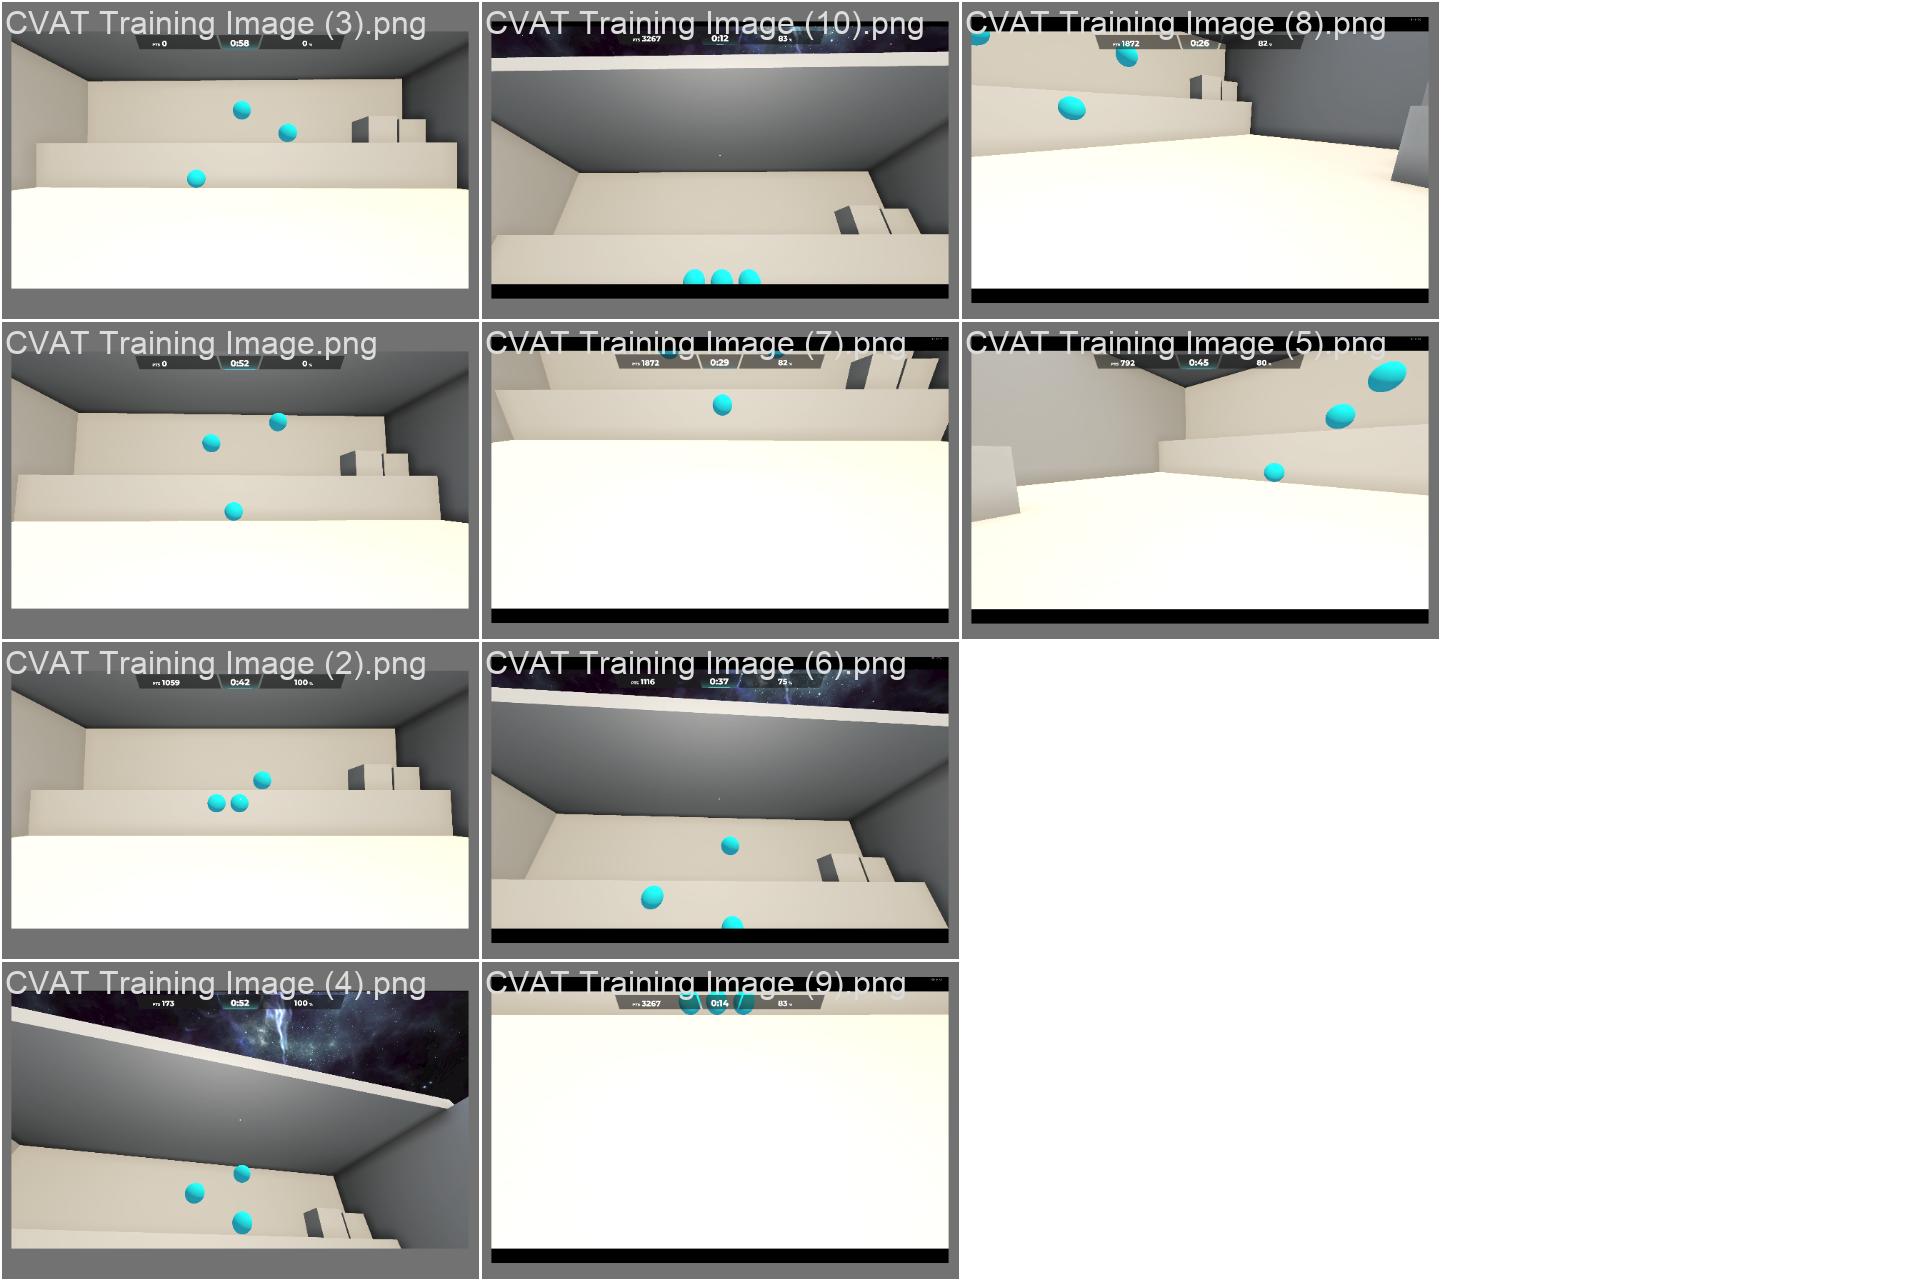 CVAT Training Image (3).png
PTS 0 0:58 0 %
CVAT Training Image (10).png
PTS 3267 0:12 83 %
CVAT Training Image (8).png
PTS 1872 0:26 82 %
CVAT Training Image.png
PTS 0 0:52 0 %
CVAT Training Image (7).png
PTS 1872 0:29 82 %
CVAT Training Image (5).png
PTS 792 0:45 80 %
CVAT Training Image (2).png
PTS 1059 0:42 100 %
CVAT Training Image (6).png
PTS 1116 0:37 75 %
CVAT Training Image (4).png
PTS 173 0:52 100 %
CVAT Training Image (9).png
PTS 3267 0:14 83 %